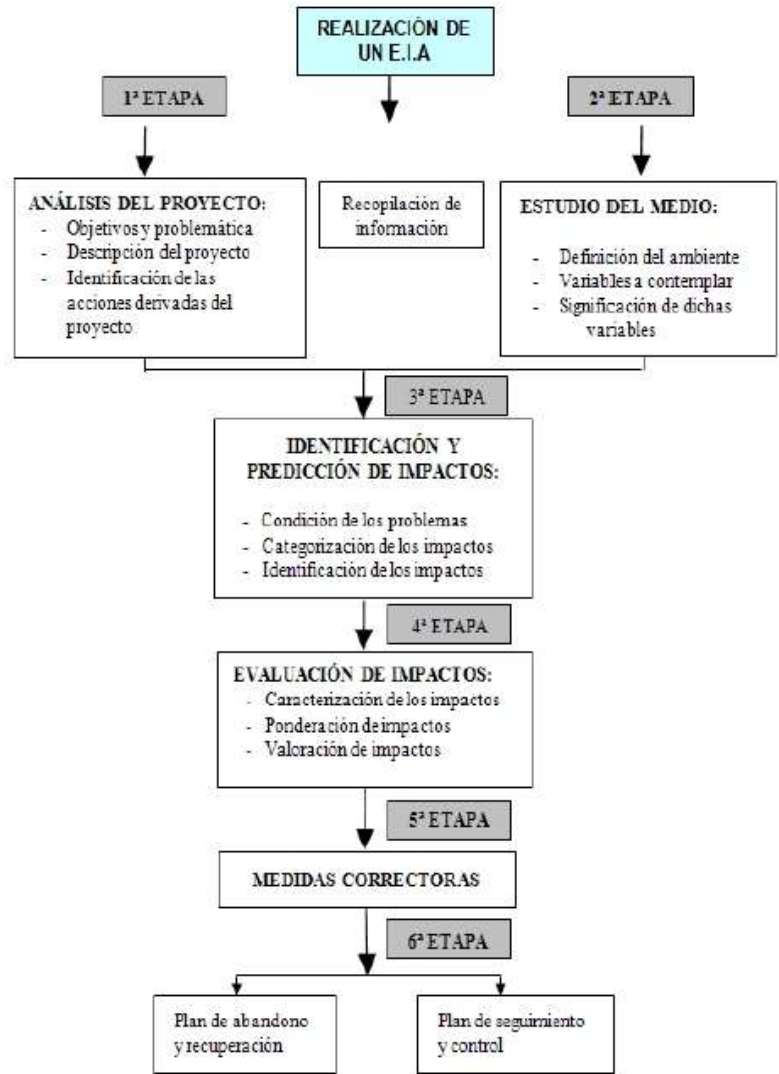 REALIZACIÓN DE
UN E.I.A
1ª ETAPA
2ª ETAPA
ANÁLISIS DEL PROYECTO:
- Objetivos y problemática
- Descripción del proyecto
- Identificación de las
acciones derivadas del
proyecto
Recopilación de
información
ESTUDIO DEL MEDIO:
- Definición del ambiente
- Variables a contemplar
- Significación de dichas
variables
3ª ETAPA
IDENTIFICACIÓN Y
PREDICCIÓN DE IMPACTOS:
- Condición de los problemas
- Categorización de los impactos
- Identificación de los impactos
4ª ETAPA
EVALUACIÓN DE IMPACTOS:
- Caracterización de los impactos
- Ponderación de impactos
- Valoración de impactos
5ª ETAPA
MEDIDAS CORRECTORAS
6ª ETAPA
Plan de abandono
y recuperación
Plan de seguimiento
y control